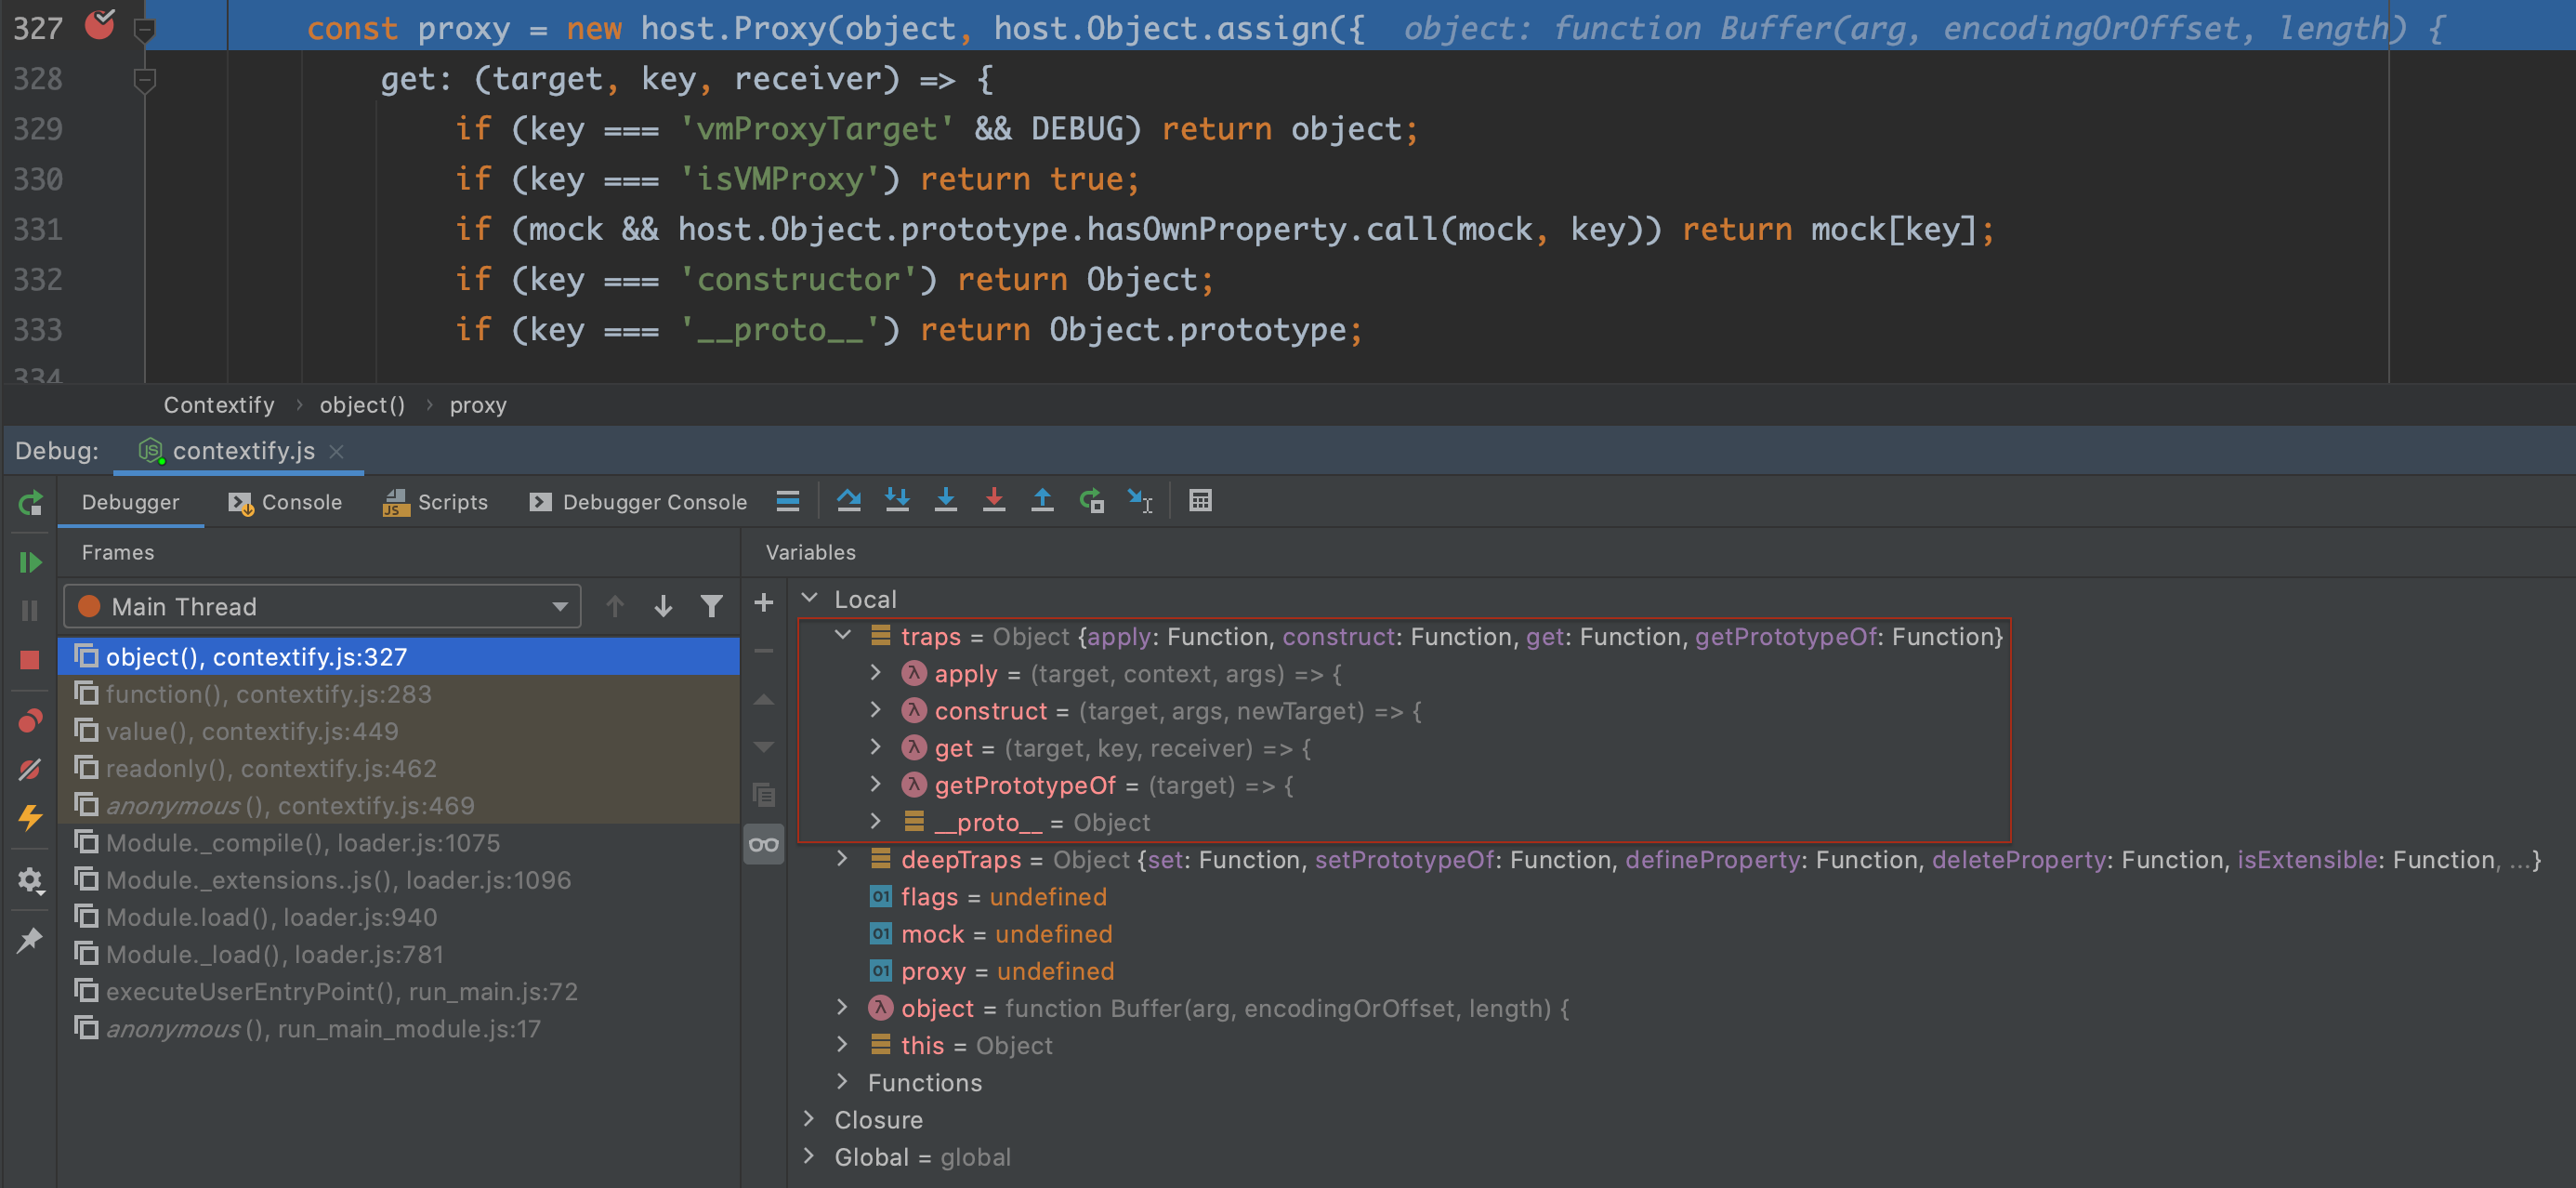 327 const proxy = new host.Proxy(object, host.Object.assign({ object: function Buffer(arg, encodingOrOffset, length) {
328 get: (target, key, receiver) => {
329 if (key === 'vmProxyTarget' && DEBUG) return object;
330 if (key === 'isVMProxy') return true;
331 if (mock && host.Object.prototype.hasOwnProperty.call(mock, key)) return mock[key];
332 if (key === 'constructor') return Object;
333 if (key === '__proto__') return Object.prototype;
334
Contextify › object() › proxy
Debug: contextify.js
Debugger Console Scripts Debugger Console
Frames
Main Thread
object(), contextify.js:327
function(), contextify.js:283
value(), contextify.js:449
readonly(), contextify.js:462
anonymous(), contextify.js:469
Module._compile(), loader.js:1075
Module._extensions..js(), loader.js:1096
Module.load(), loader.js:940
Module._load(), loader.js:781
executeUserEntryPoint(), run_main.js:72
anonymous(), run_main_module.js:17
Variables
Local
traps = Object {apply: Function, construct: Function, get: Function, getPrototypeOf: Function}
apply = (target, context, args) => {
construct = (target, args, newTarget) => {
get = (target, key, receiver) => {
getPrototypeOf = (target) => {
__proto__ = Object
deepTraps = Object {set: Function, setPrototypeOf: Function, defineProperty: Function, deleteProperty: Function, isExtensible: Function, ...}
flags = undefined
mock = undefined
proxy = undefined
object = function Buffer(arg, encodingOrOffset, length) {
this = Object
Functions
Closure
Global = global